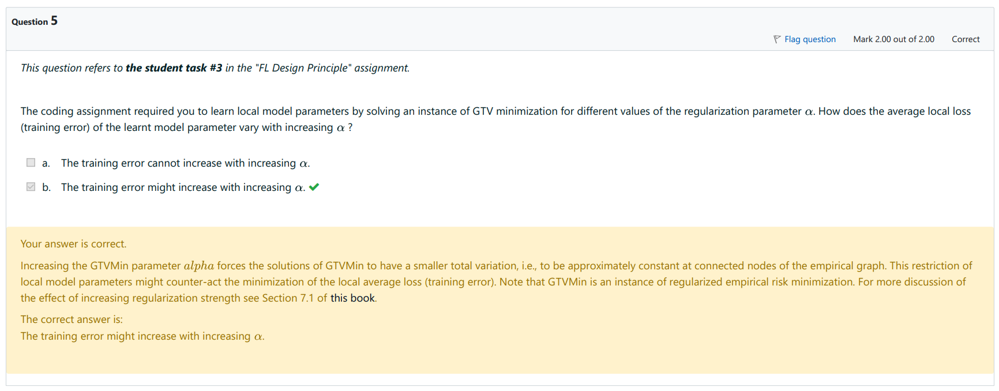 Question 5
Flag question Mark 2.00 out of 2.00 Correct
This question refers to the student task #3 in the "FL Design Principle" assignment.
The coding assignment required you to learn local model parameters by solving an instance of GTV minimization for different values of the regularization parameter α. How does the average local loss
(training error) of the learnt model parameter vary with increasing α ?
a. The training error cannot increase with increasing α.
b. The training error might increase with increasing α.
Your answer is correct.
Increasing the GTVMin parameter alpha forces the solutions of GTVMin to have a smaller total variation, i.e., to be approximately constant at connected nodes of the empirical graph. This restriction of
local model parameters might counter-act the minimization of the local average loss (training error). Note that GTVMin is an instance of regularized empirical risk minimization. For more discussion of
the effect of increasing regularization strength see Section 7.1 of this book.
The correct answer is:
The training error might increase with increasing α.